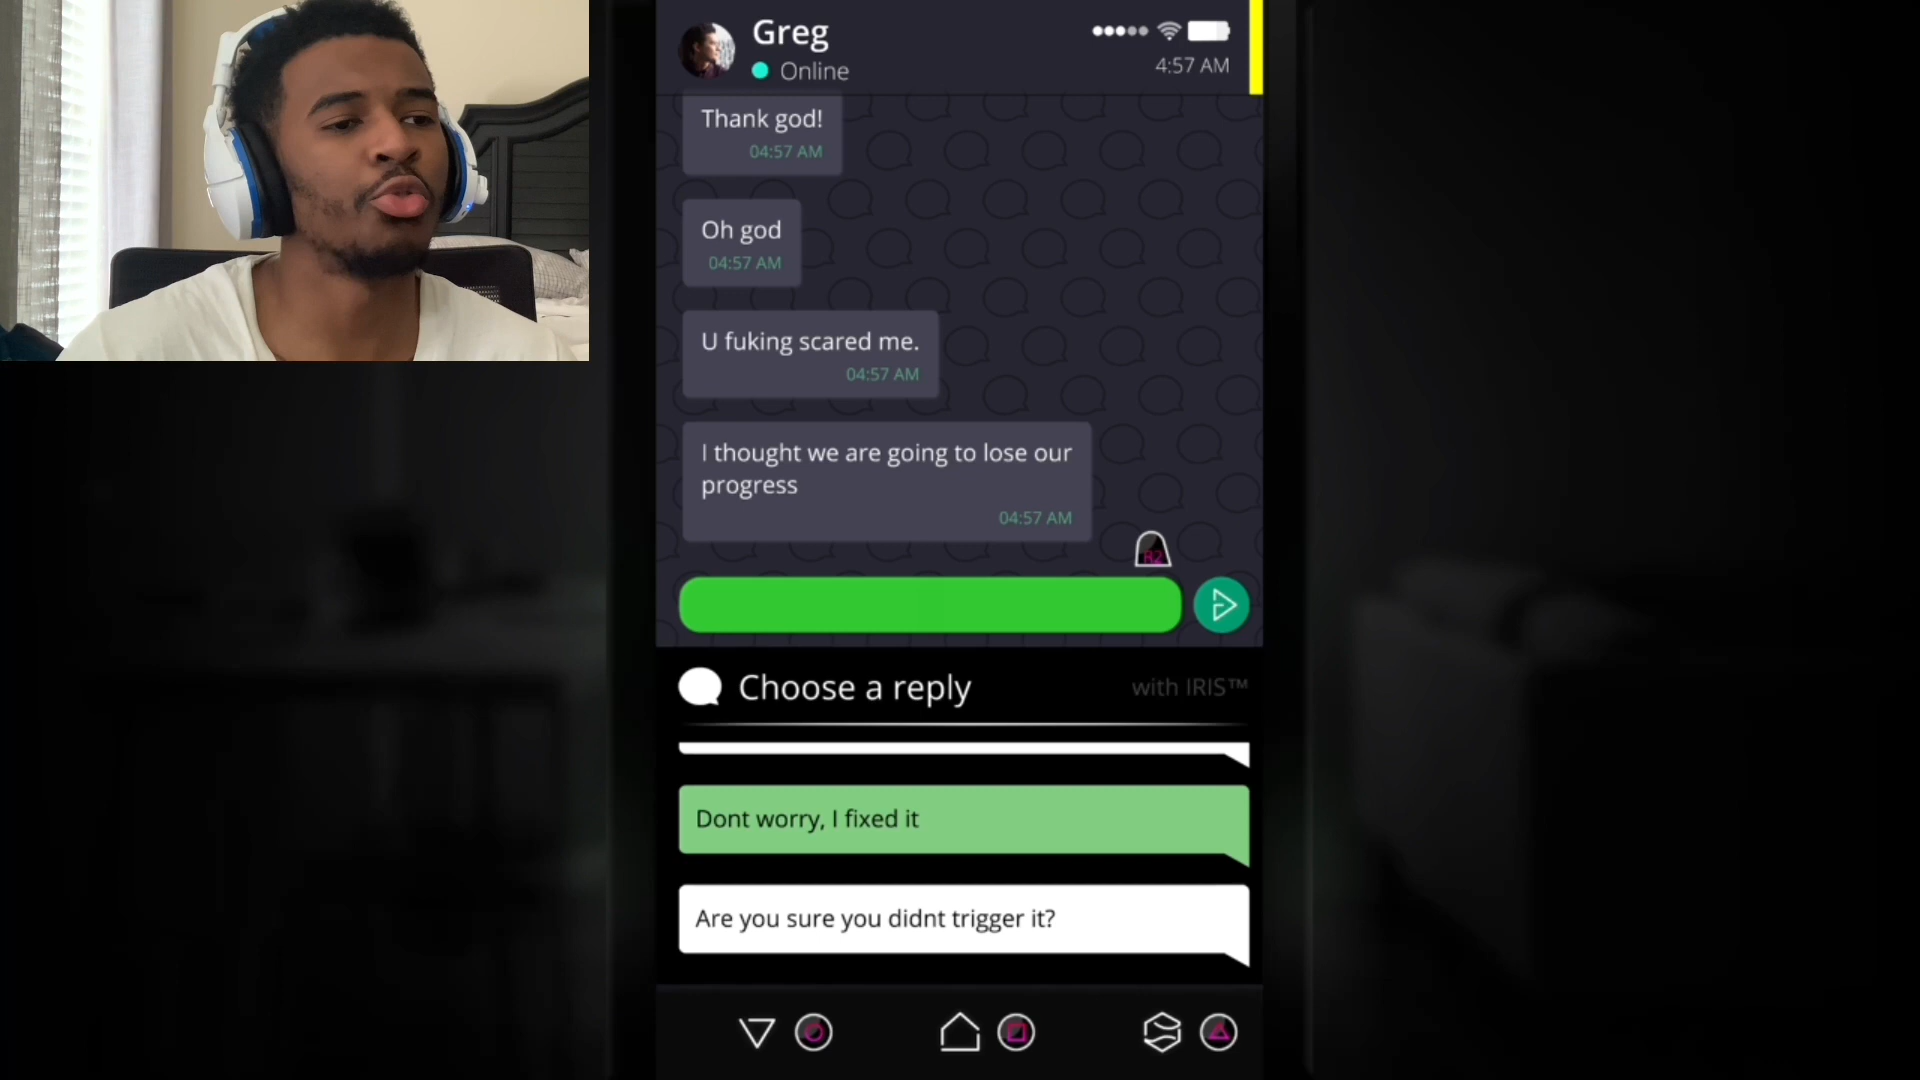 Greg
Online
4:57 AM
Thank god!
04:57 AM
Oh god
04:57 AM
U fuking scared me.
04:57 AM
I thought we are going to lose our
progress
04:57 AM
R2
Choose a reply
with IRIS™
Dont worry, I fixed it
Are you sure you didnt trigger it?